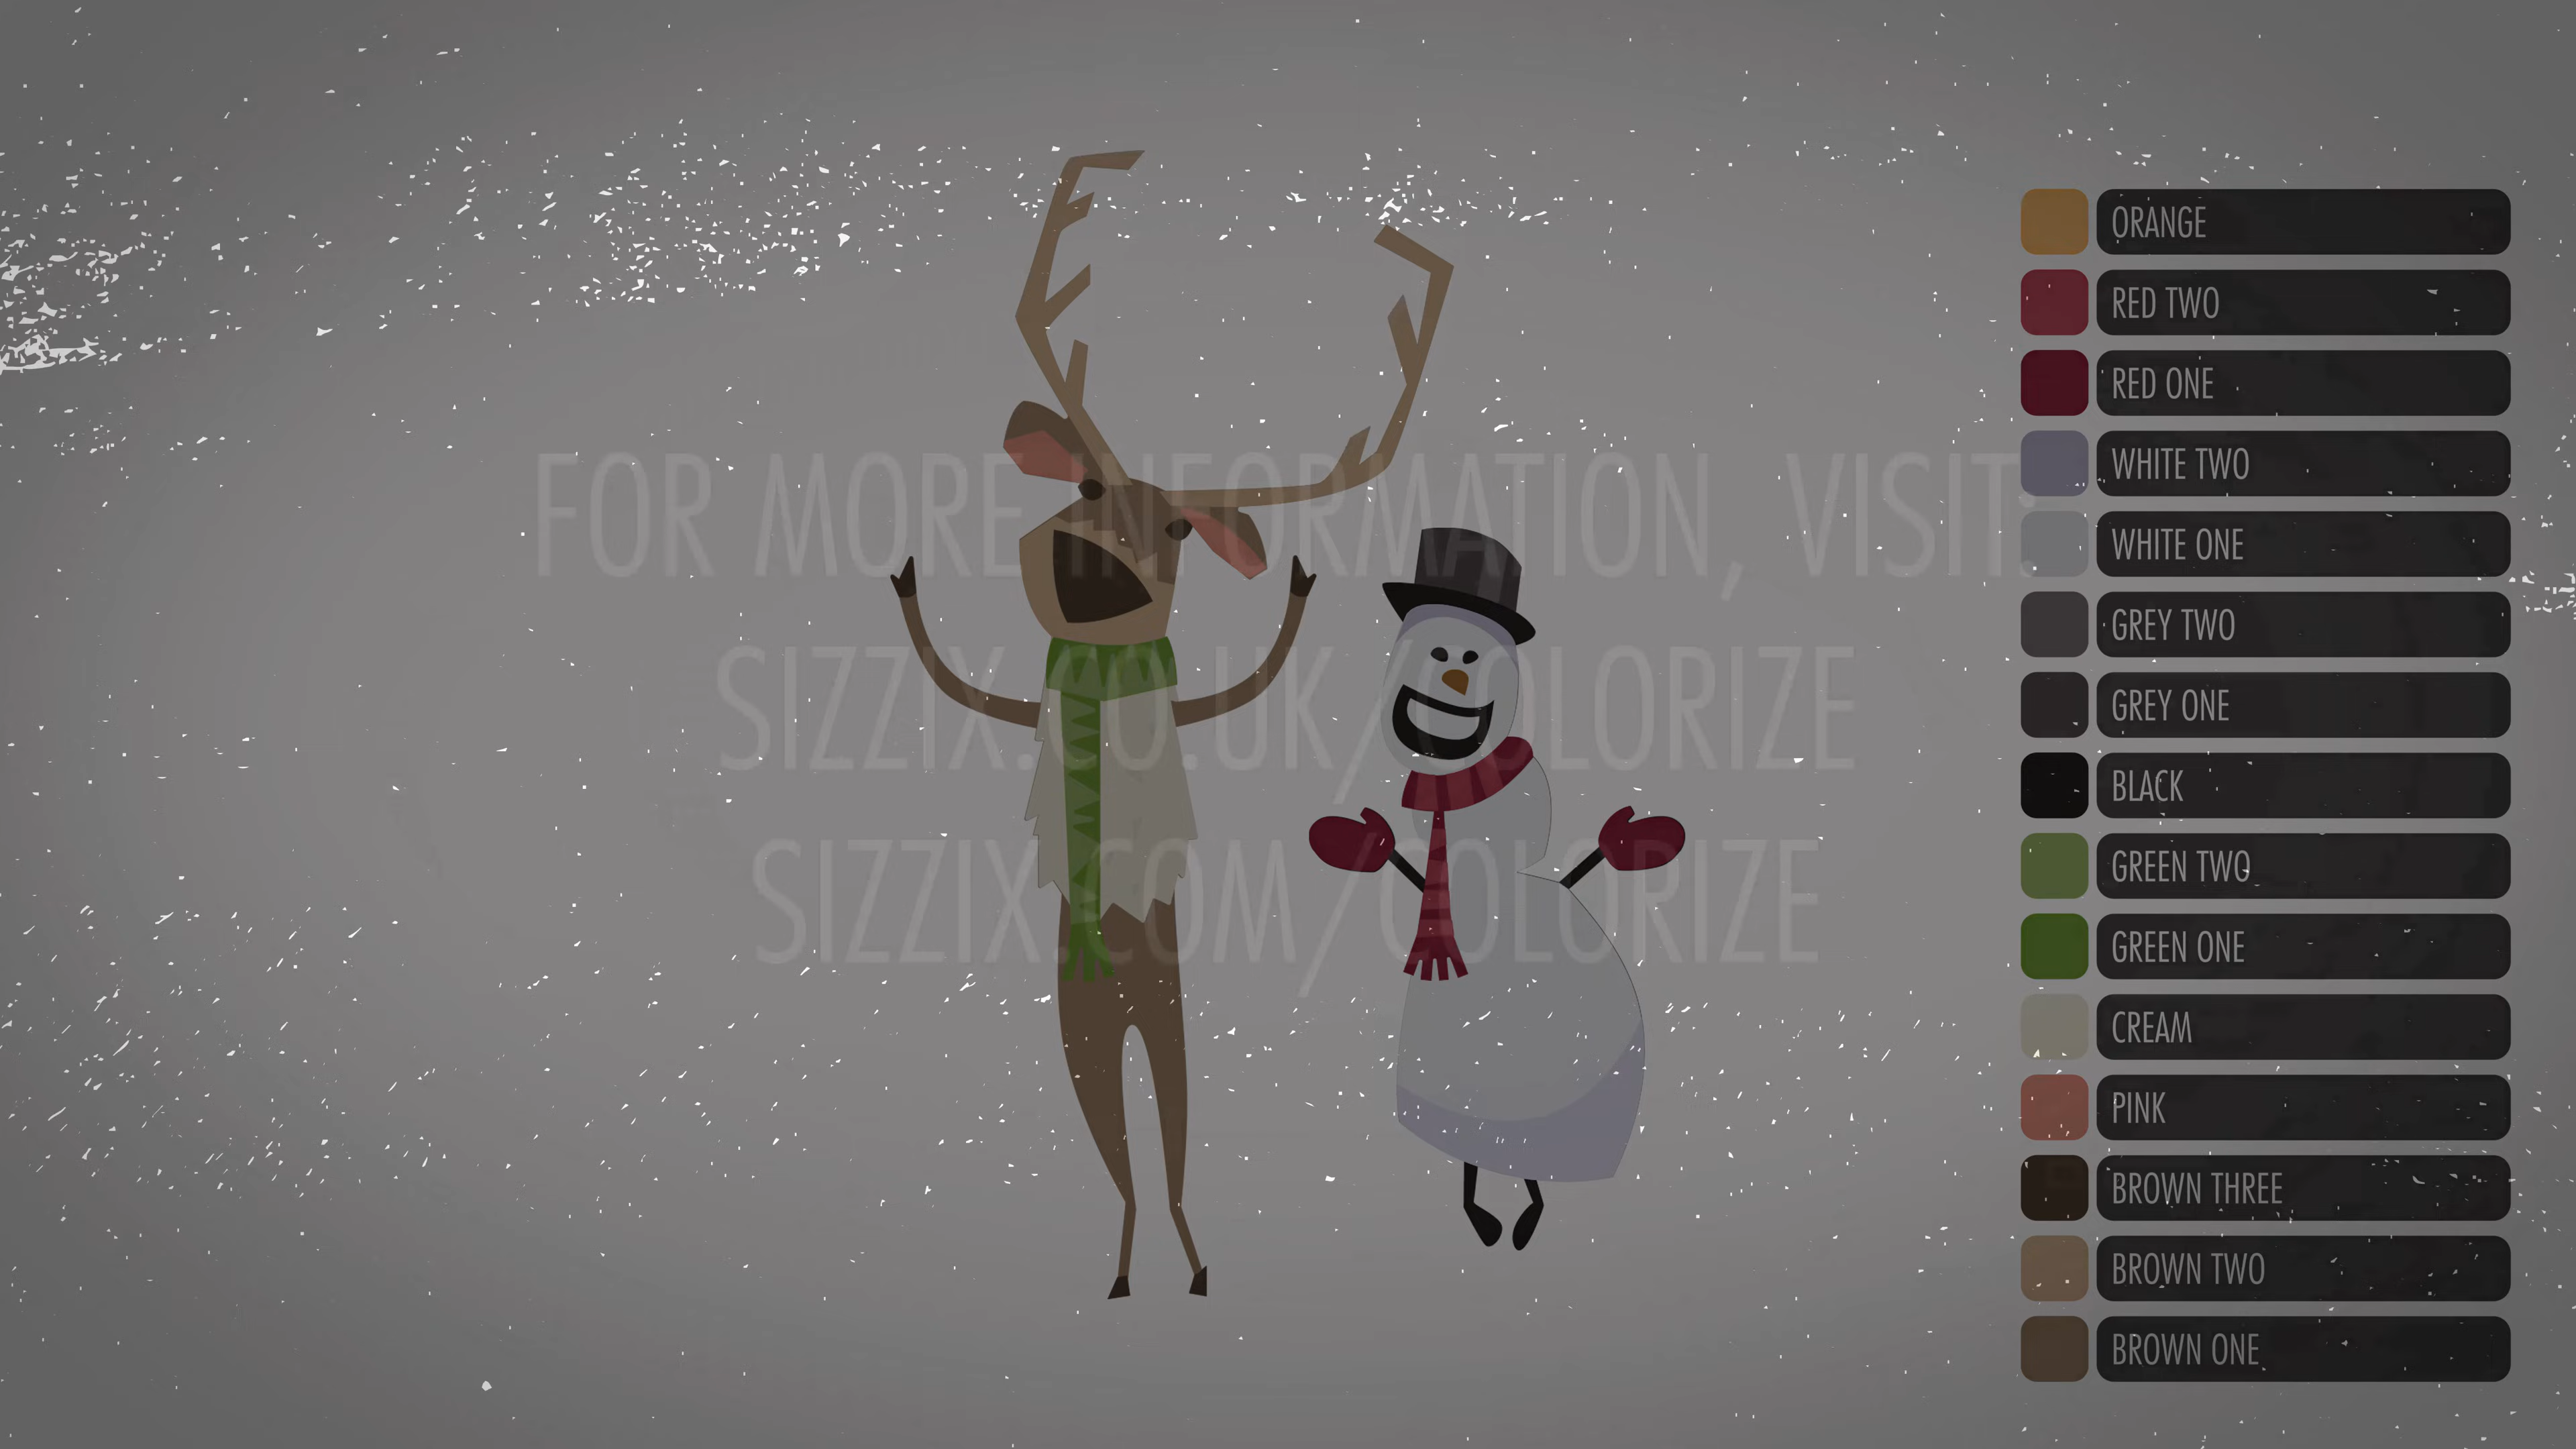 FOR MORE INFORMATION, VISIT:
SIZZIX.CO.UK/COLORIZE
SIZZIX.COM/COLORIZE
ORANGE
RED TWO
RED ONE
WHITE TWO
WHITE ONE
GREY TWO
GREY ONE
BLACK
GREEN TWO
GREEN ONE
CREAM
PINK
BROWN THREE
BROWN TWO
BROWN ONE